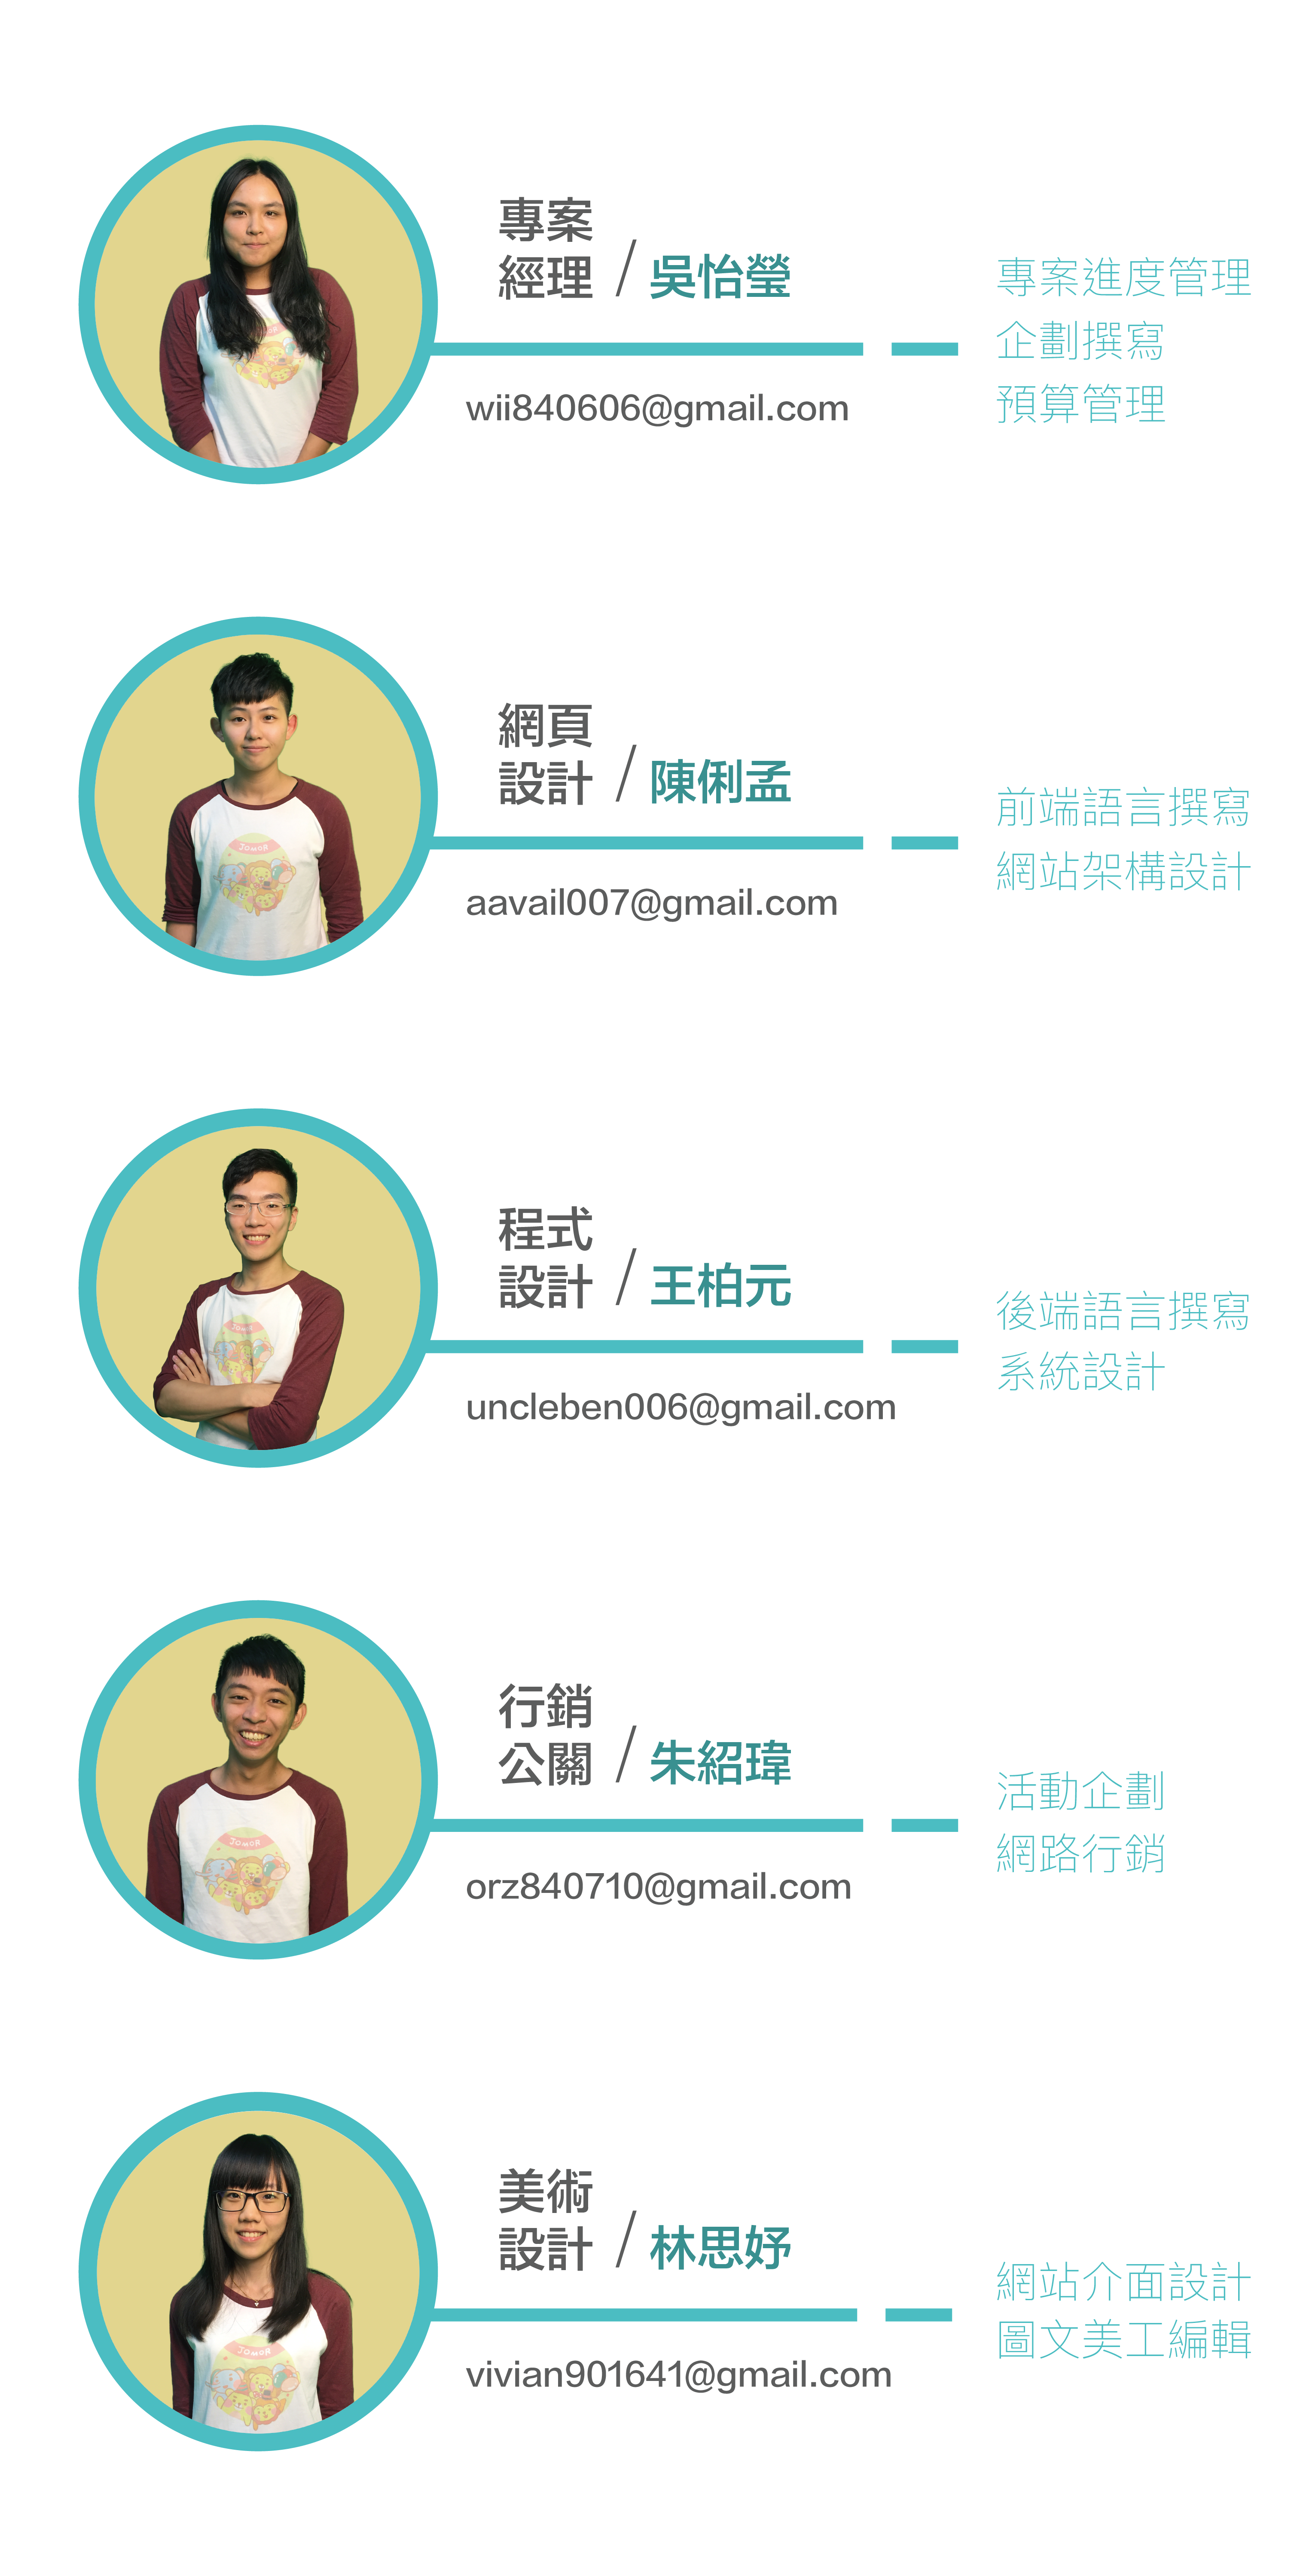 專案
經理 / 吳怡瑩
wii840606@gmail.com
專案進度管理
企劃撰寫
預算管理
網頁
設計 / 陳俐孟
JOMOR
aavail007@gmail.com
前端語言撰寫
網站架構設計
程式
設計 / 王柏元
uncleben006@gmail.com
後端語言撰寫
系統設計
行銷
公關 / 朱紹瑋
JOMOR
orz840710@gmail.com
活動企劃
網路行銷
美術
設計 / 林思妤
JOMOR
vivian901641@gmail.com
網站介面設計
圖文美工編輯